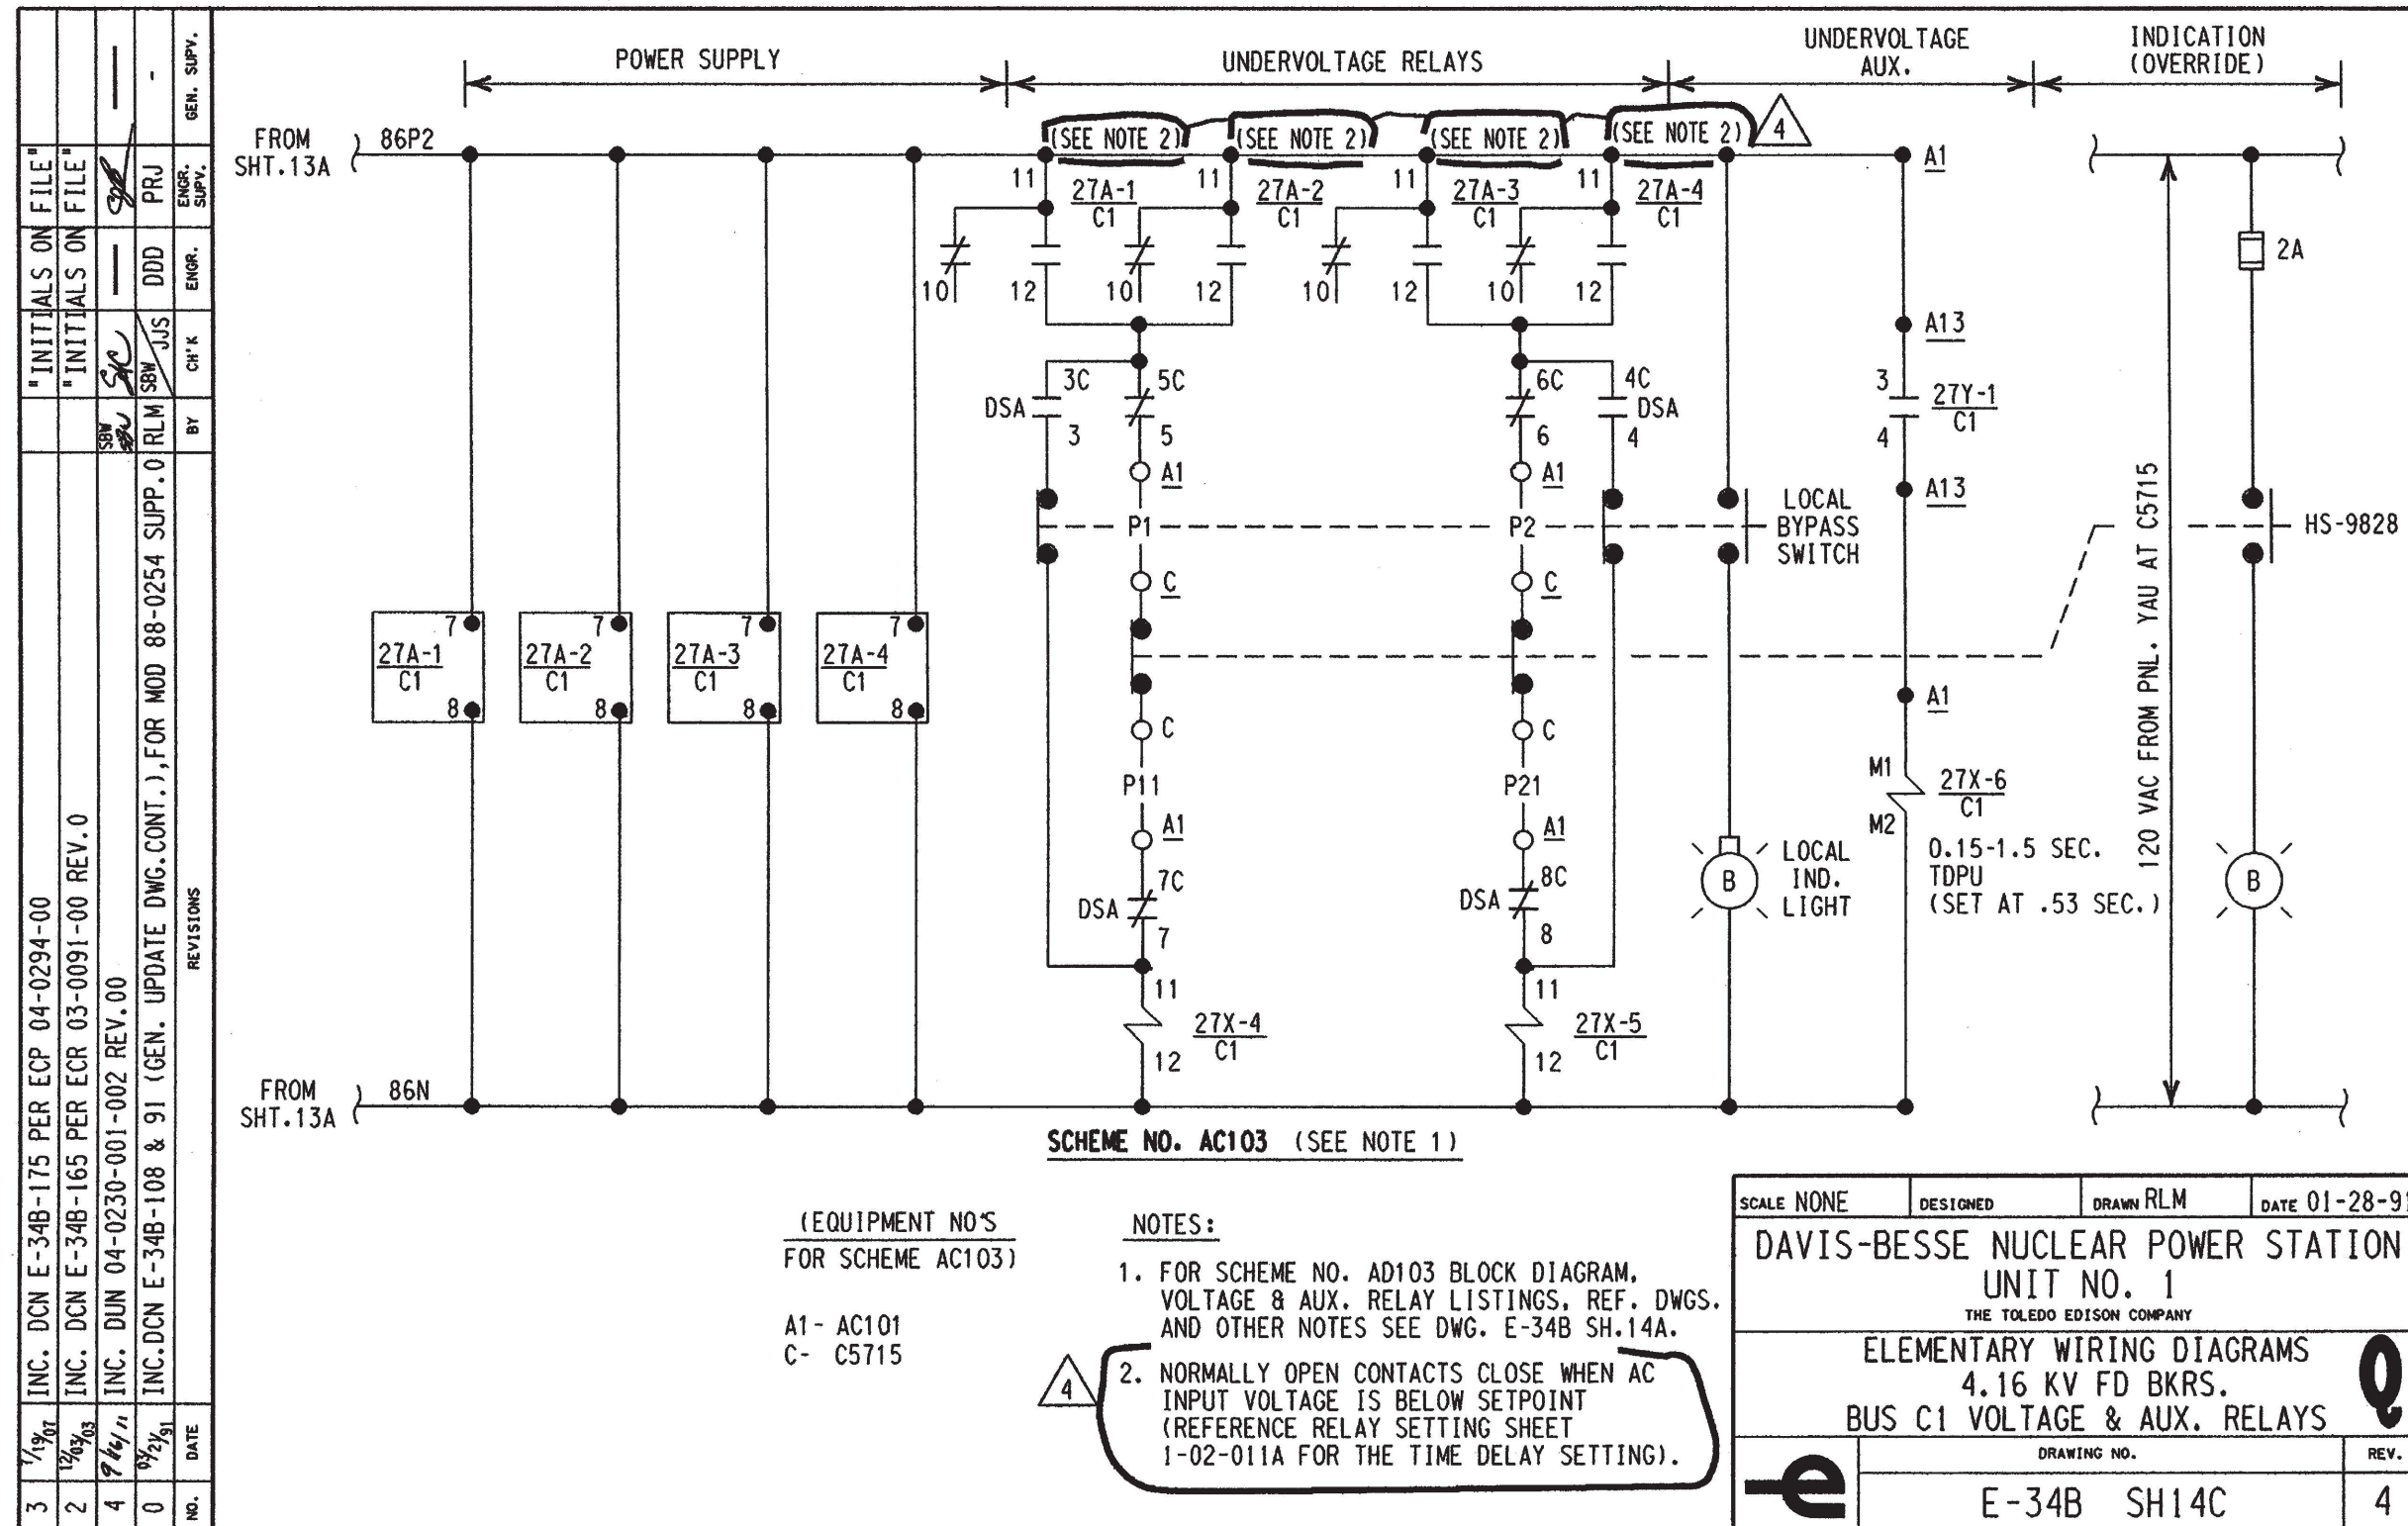 POWER SUPPLY
UNDERVOLTAGE RELAYS
UNDERVOLTAGE
AUX.
INDICATION
(OVERRIDE)
FROM
SHT.13A
86P2
(SEE NOTE 2)
(SEE NOTE 2)
(SEE NOTE 2)
(SEE NOTE 2)
4
A1
11
27A-1
C1
11
27A-2
C1
11
27A-3
C1
11
27A-4
C1
2A
10
12
10
12
10
12
10
12
A13
DSA
3C
3
5C
5
6C
6
4C
DSA
4
3
27Y-1
C1
4
A1
A1
A13
P1
P2
LOCAL
BYPASS
SWITCH
HS-9828
C
C
120 VAC FROM PNL. YAU AT C5715
7
27A-1
C1
8
7
27A-2
C1
8
7
27A-3
C1
8
7
27A-4
C1
8
A1
C
C
P11
P21
M1
27X-6
C1
M2
A1
A1
0.15-1.5 SEC.
TDPU
(SET AT .53 SEC.)
LOCAL
IND.
LIGHT
B
B
DSA
7C
7
DSA
8C
8
11
27X-4
C1
12
11
27X-5
C1
12
FROM
SHT.13A
86N
SCHEME NO. AC103 (SEE NOTE 1)
(EQUIPMENT NO'S
FOR SCHEME AC103)
A1- AC101
C- C5715
NOTES:
1. FOR SCHEME NO. AD103 BLOCK DIAGRAM,
VOLTAGE & AUX. RELAY LISTINGS, REF. DWGS.
AND OTHER NOTES SEE DWG. E-34B SH.14A.
4
2. NORMALLY OPEN CONTACTS CLOSE WHEN AC
INPUT VOLTAGE IS BELOW SETPOINT
(REFERENCE RELAY SETTING SHEET
1-02-011A FOR THE TIME DELAY SETTING).
SCALE NONE
DESIGNED
DRAWN RLM
DATE 01-28-91
DAVIS-BESSE NUCLEAR POWER STATION
UNIT NO. 1
THE TOLEDO EDISON COMPANY
ELEMENTARY WIRING DIAGRAMS
4.16 KV FD BKRS.
BUS C1 VOLTAGE & AUX. RELAYS
Q
DRAWING NO.
E-34B SH14C
REV.
4
3 1/19/07 INC. DCN E-34B-175 PER ECP 04-0294-00 "INITIALS ON FILE"
2 12/03/03 INC. DCN E-34B-165 PER ECR 03-0091-00 REV.0 "INITIALS ON FILE"
4 9/16/11 INC. DUN 04-0230-001-002 REV.00 SBW
0 03/21/91 INC.DCN E-34B-108 & 91 (GEN. UPDATE DWG.CONT.),FOR MOD 88-0254 SUPP.0 RLM SBW JJS DDD PRJ -
NO. DATE REVISIONS BY CH'K ENGR. ENGR. SUPV. GEN. SUPV.